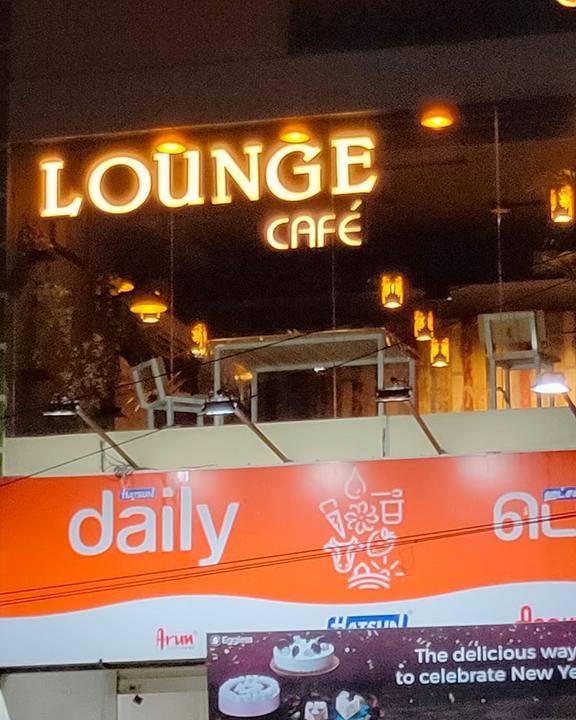 LOUNGE
CAFÉ
HATSUN
daily
HATSUN
Arun
Eggless
The delicious way
to celebrate New Ye